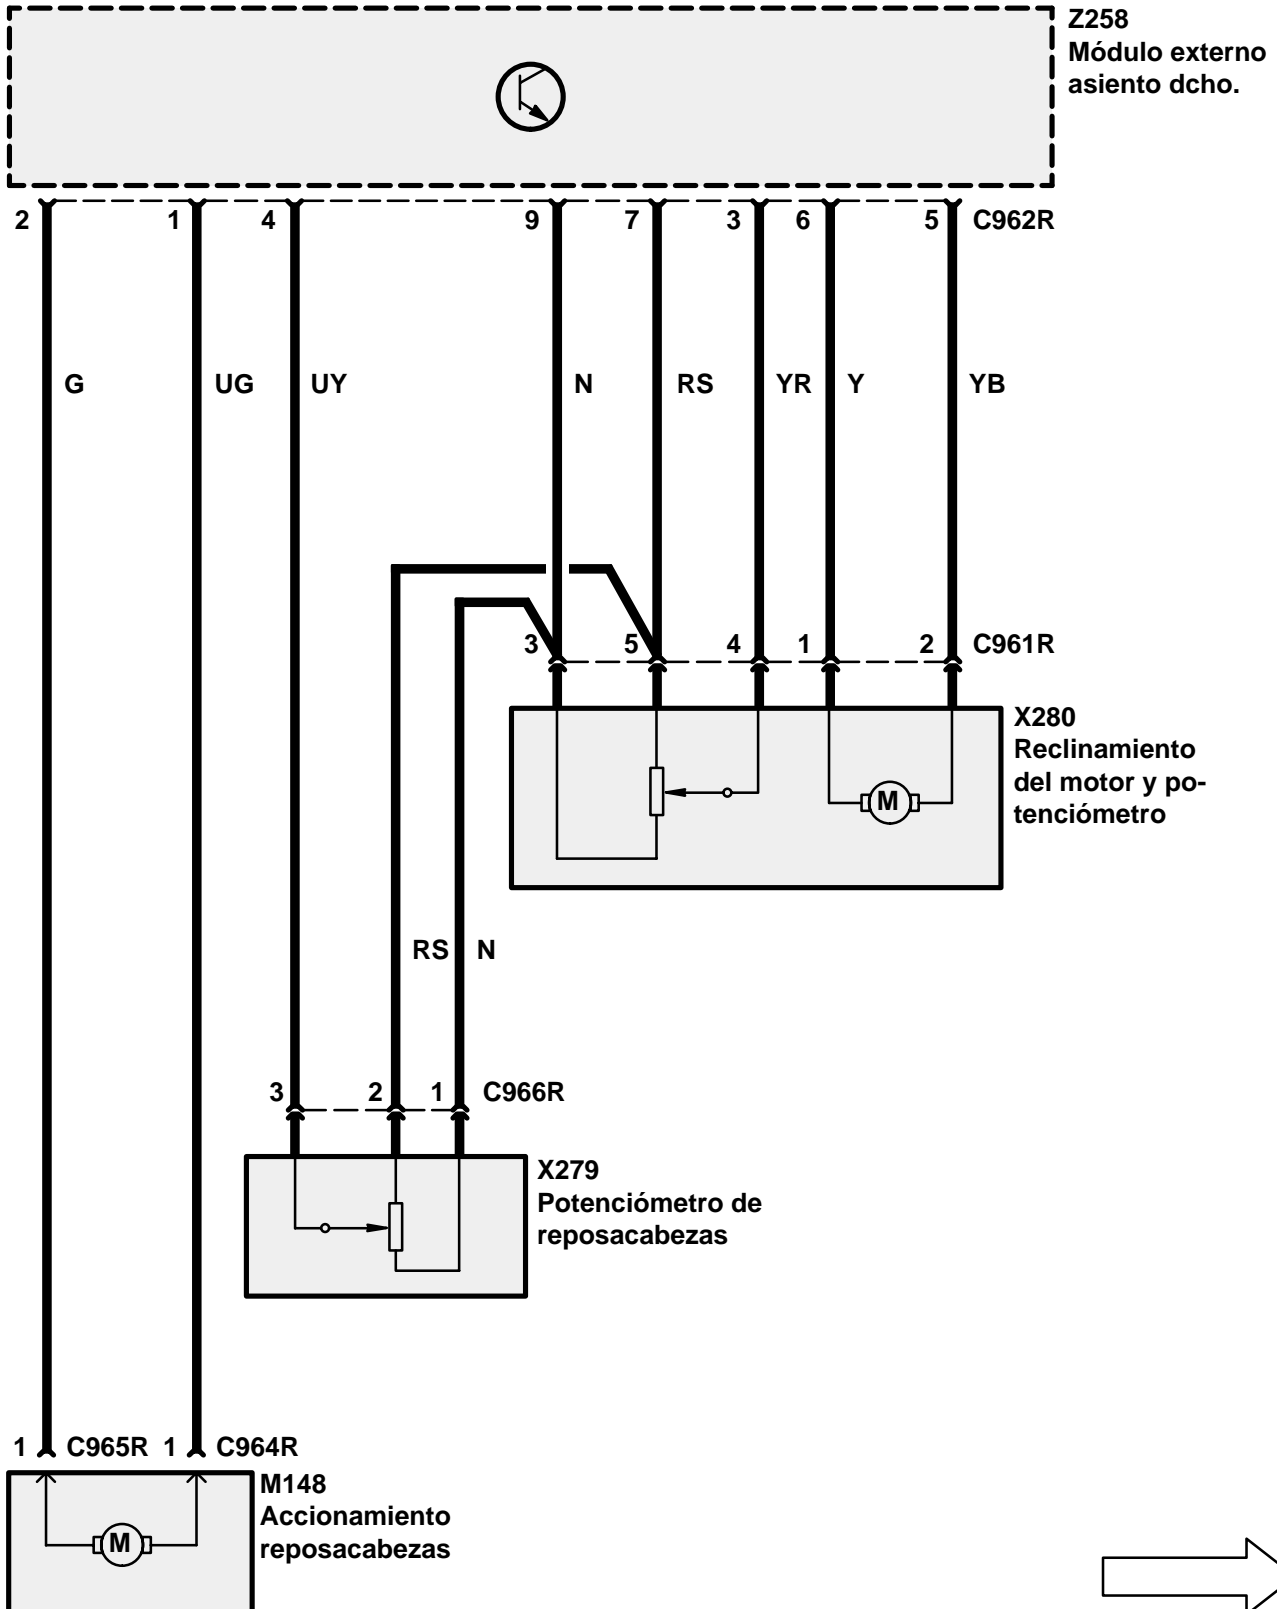 Z258
Módulo externo
asiento dcho.
2 1 4 9 7 3 6 5 C962R
G UG UY N RS YR Y YB
3 5 4 1 2 C961R
X280
Reclinamiento
del motor y po-
tenciómetro
M
RS N
3 2 1 C966R
X279
Potenciómetro de
reposacabezas
1 C965R 1 C964R
M148
Accionamiento
reposacabezas
M